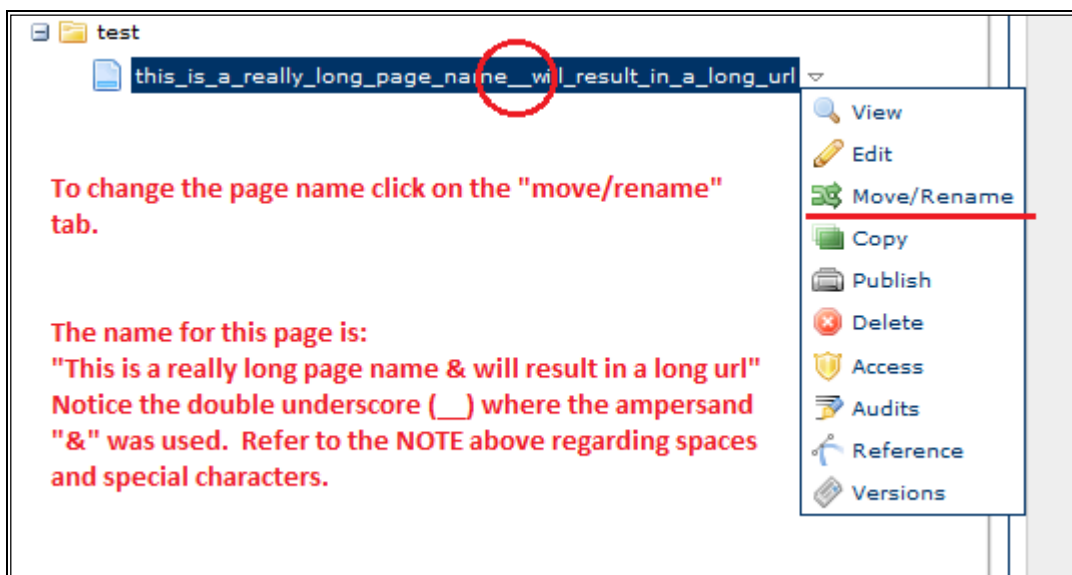 test
this_is_a_really_long_page_name__will_result_in_a_long_url
View
Edit
Move/Rename
Copy
Publish
Delete
Access
Audits
Reference
Versions
To change the page name click on the "move/rename"
tab.
The name for this page is:
"This is a really long page name & will result in a long url"
Notice the double underscore (__) where the ampersand
"&" was used.  Refer to the NOTE above regarding spaces
and special characters.